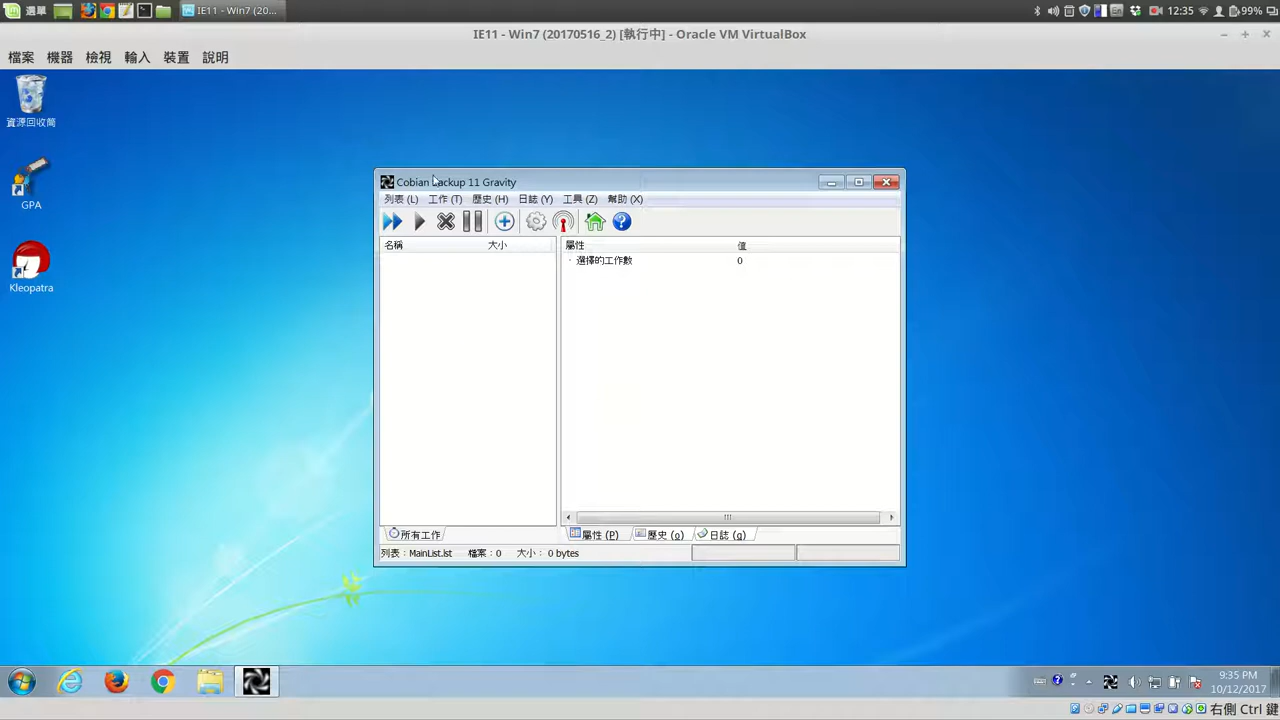 選單 IE11 - Win7 (20... 12:35 99%
IE11 - Win7 (20170516_2) [執行中] - Oracle VM VirtualBox
檔案 機器 檢視 輸入 裝置 說明
資源回收筒
GPA
Kleopatra
Cobian Backup 11 Gravity
列表 (L) 工作 (T) 歷史 (H) 日誌 (Y) 工具 (Z) 幫助 (X)
名稱 大小 屬性 值
選擇的工作數 0
所有工作 屬性 (P) 歷史 (o) 日誌 (q)
列表：MainList.lst 檔案：0 大小： 0 bytes
9:35 PM
10/12/2017
右側 Ctrl 鍵